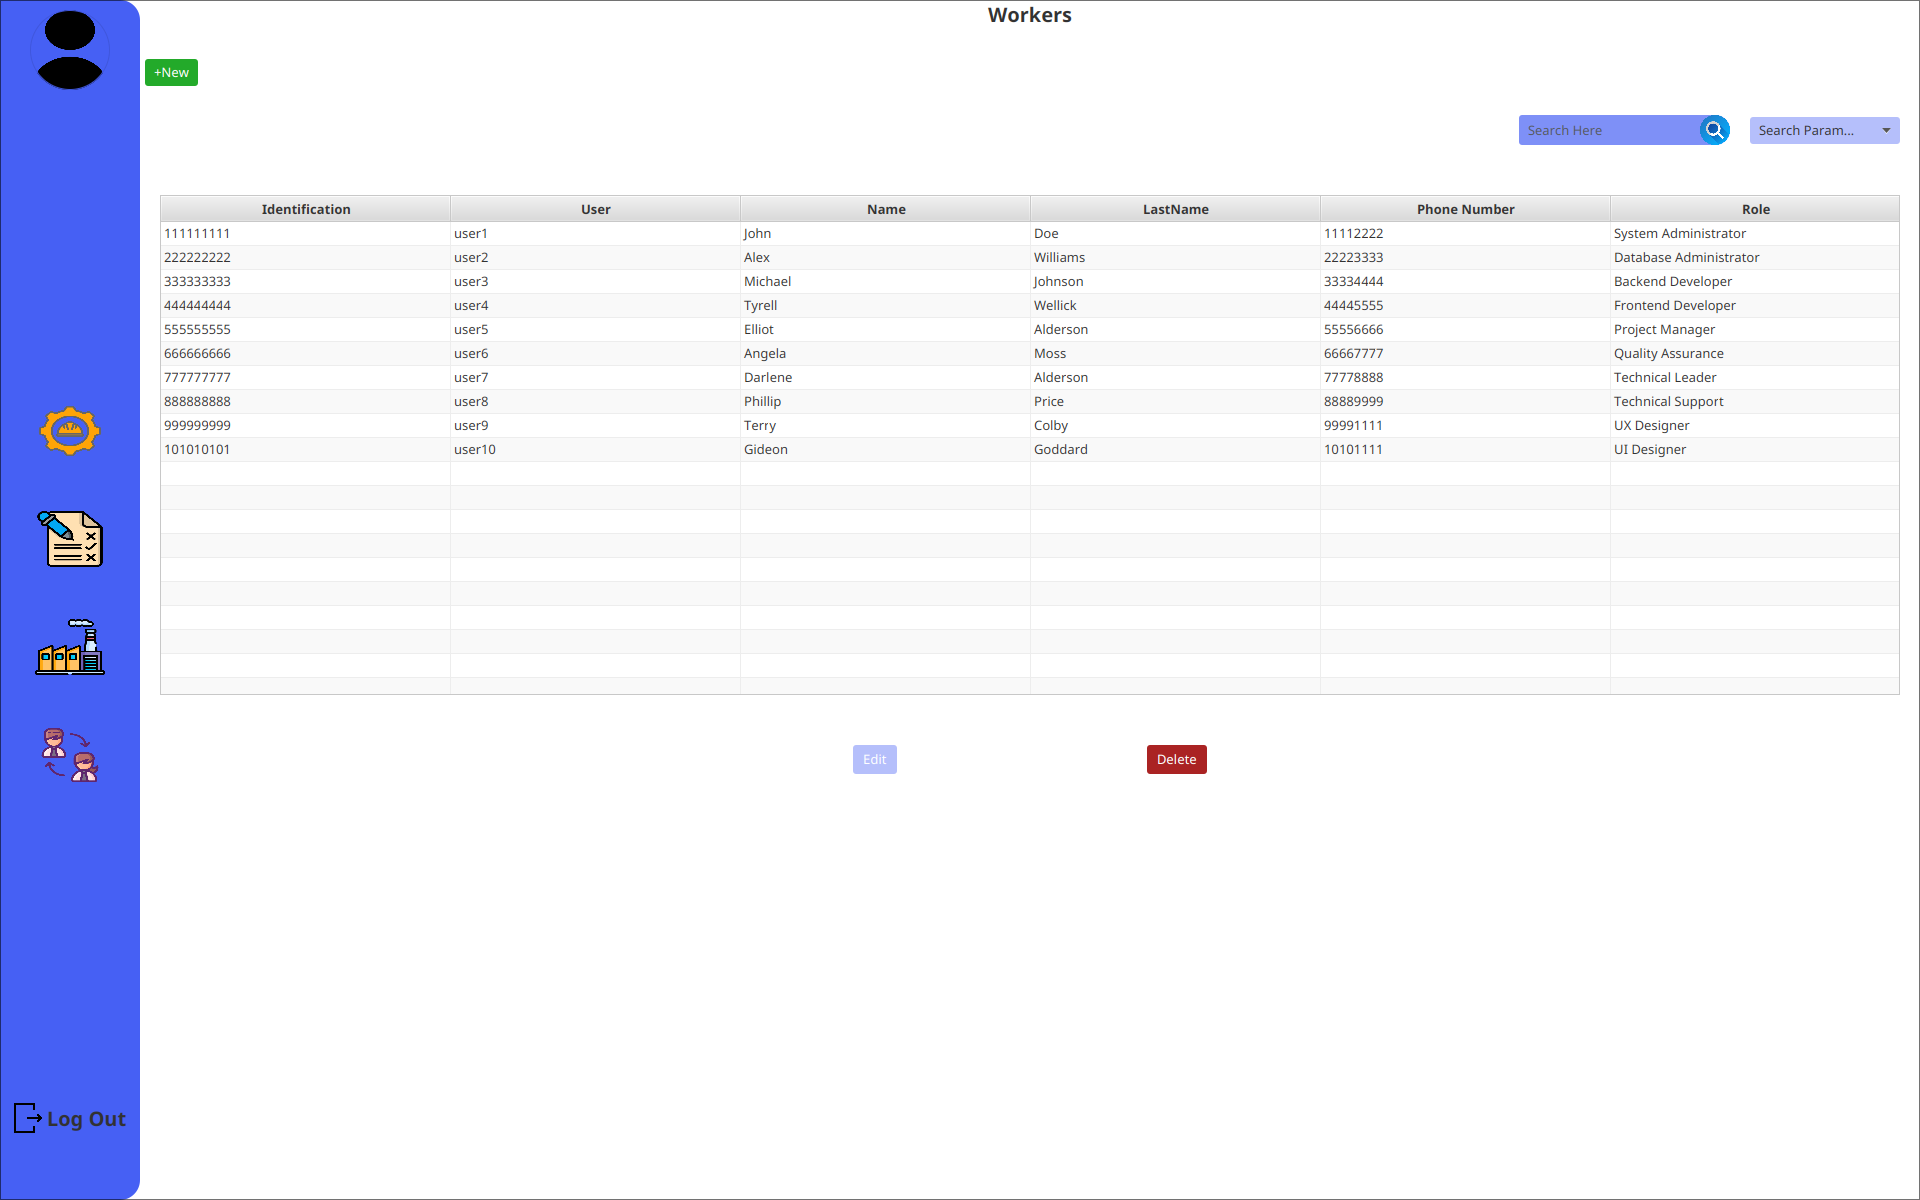 Workers
+New
Search Here
Search Param...
Identification User Name LastName Phone Number Role
111111111 user1 John Doe 11112222 System Administrator
222222222 user2 Alex Williams 22223333 Database Administrator
333333333 user3 Michael Johnson 33334444 Backend Developer
444444444 user4 Tyrell Wellick 44445555 Frontend Developer
555555555 user5 Elliot Alderson 55556666 Project Manager
666666666 user6 Angela Moss 66667777 Quality Assurance
777777777 user7 Darlene Alderson 77778888 Technical Leader
888888888 user8 Phillip Price 88889999 Technical Support
999999999 user9 Terry Colby 99991111 UX Designer
101010101 user10 Gideon Goddard 10101111 UI Designer
Edit
Delete
Log Out